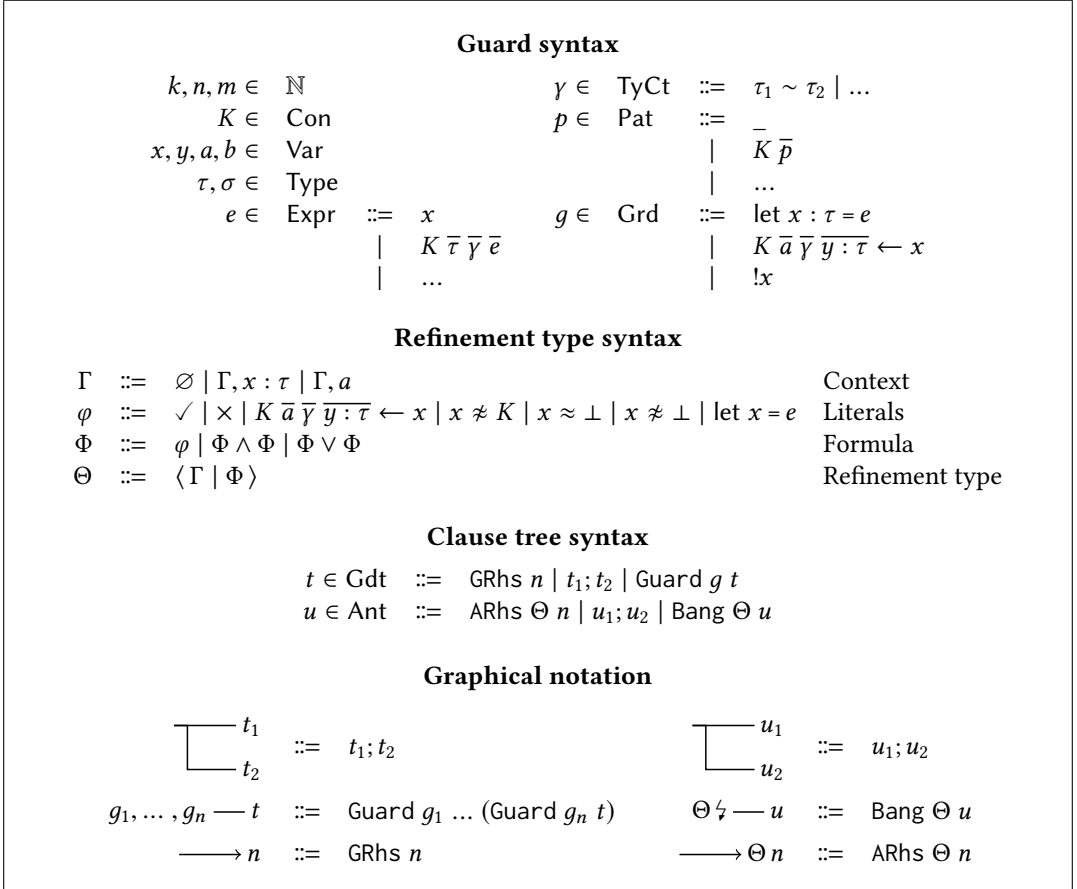 Guard syntax
k, n, m ∈ ℕ γ ∈ TyCt ::= τ₁ ∼ τ₂ | ...
K ∈ Con p ∈ Pat ::= _
x, y, a, b ∈ Var | K p̅
τ, σ ∈ Type | ...
e ∈ Expr ::= x g ∈ Grd ::= let x : τ = e
| K τ̅ γ̅ e̅ | K a̅ γ̅ y̅ ̅:̅ ̅τ̅ ← x
| ... | !x
Refinement type syntax
Γ ::= ∅ | Γ, x : τ | Γ, a Context
φ ::= ✓ | × | K a̅ γ̅ y̅ ̅:̅ ̅τ̅ ← x | x ≉ K | x ≈ ⊥ | x ≉ ⊥ | let x = e Literals
Φ ::= φ | Φ ∧ Φ | Φ ∨ Φ Formula
Θ ::= ⟨ Γ | Φ ⟩ Refinement type
Clause tree syntax
t ∈ Gdt ::= GRhs n | t₁; t₂ | Guard g t
u ∈ Ant ::= ARhs Θ n | u₁; u₂ | Bang Θ u
Graphical notation
t₁ u₁
::= t₁; t₂ ::= u₁; u₂
t₂ u₂
g₁, ... , gₙ — t ::= Guard g₁ ... (Guard gₙ t) Θ ↯ — u ::= Bang Θ u
⟶ n ::= GRhs n ⟶ Θ n ::= ARhs Θ n